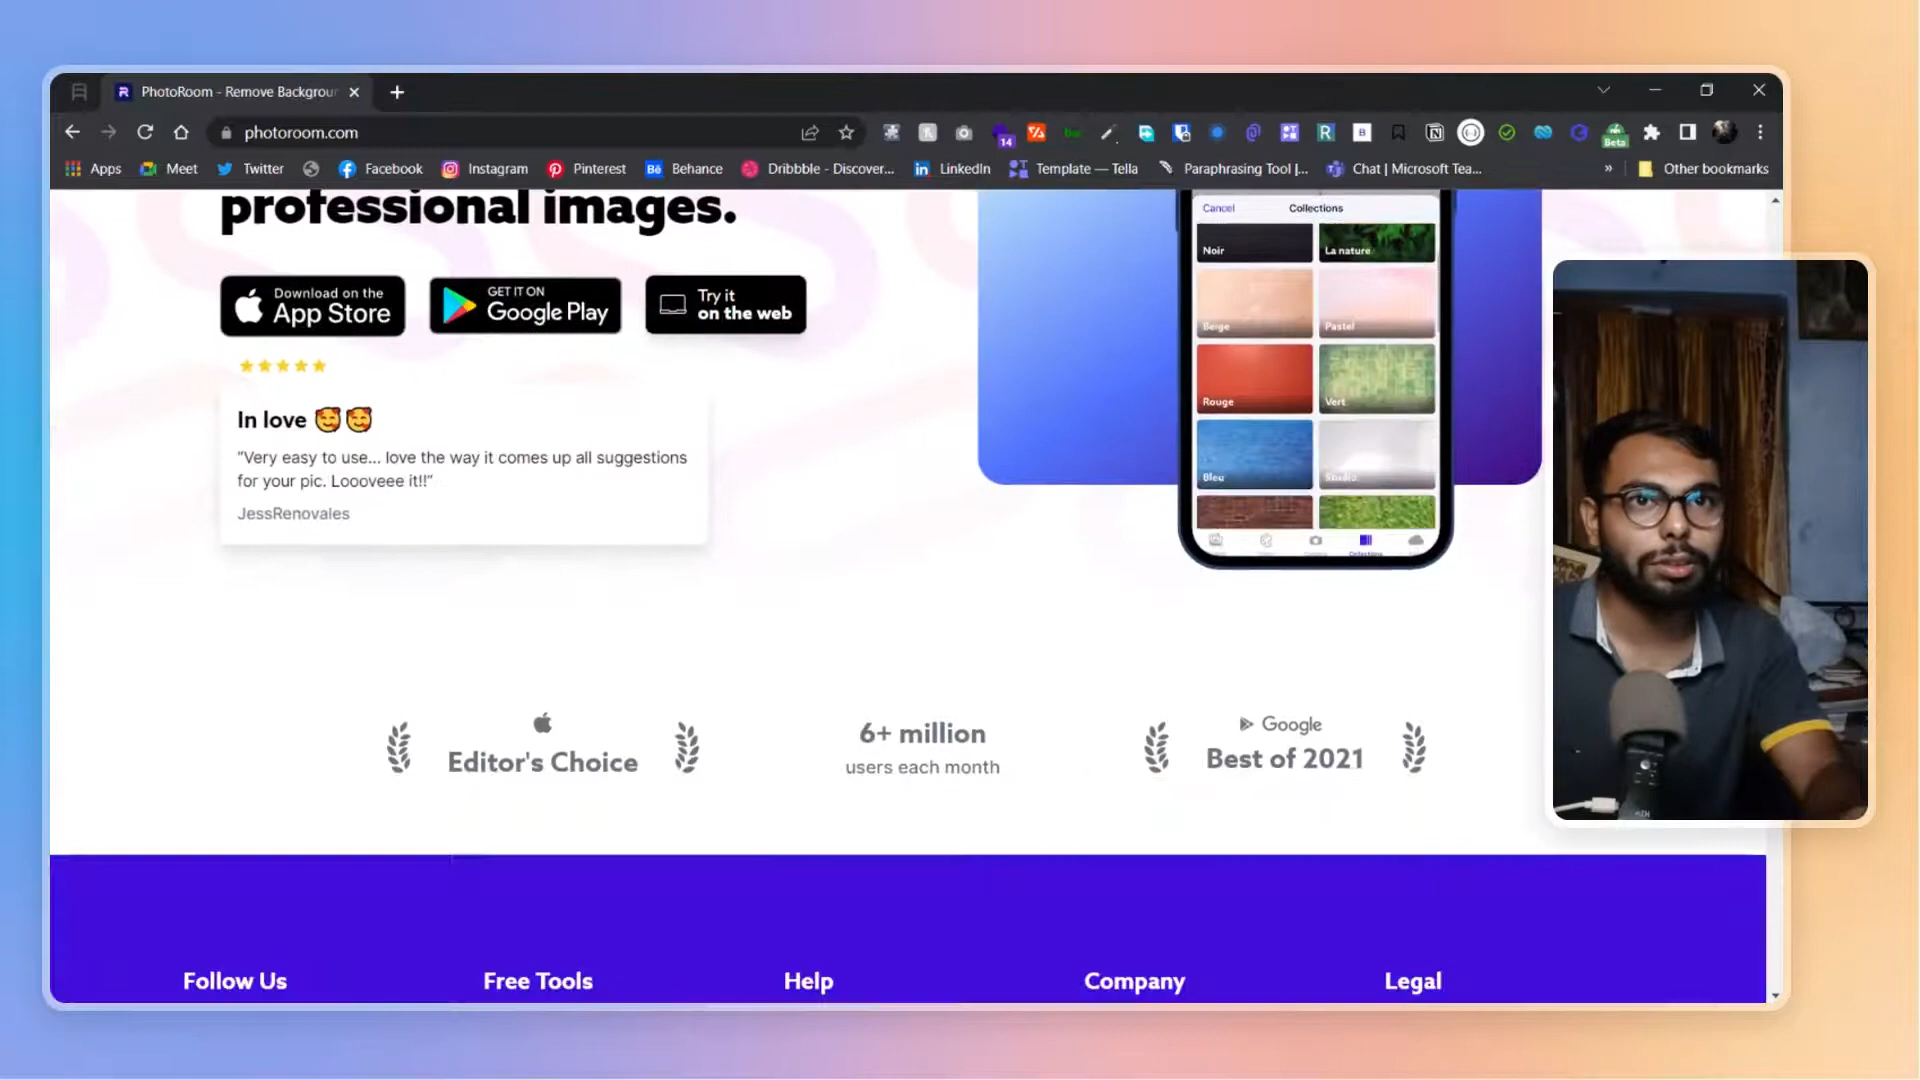 PhotoRoom - Remove Backgrour
photoroom.com
14
R
B
Beta
Apps
Meet
Twitter
Facebook
Instagram
Pinterest
Behance
Dribbble - Discover...
LinkedIn
Template — Tella
Paraphrasing Tool |...
Chat | Microsoft Tea...
»
Other bookmarks
professional images.
Download on the
App Store
GET IT ON
Google Play
Try it
on the web
In love 🥰🥰
"Very easy to use... love the way it comes up all suggestions
for your pic. Loooveee it!!"
JessRenovales
Cancel
Collections
Noir
La nature
Beige
Pastel
Rouge
Vert
Bleu
Studio
Collections
Editor's Choice
6+ million
users each month
Google
Best of 2021
Follow Us
Free Tools
Help
Company
Legal